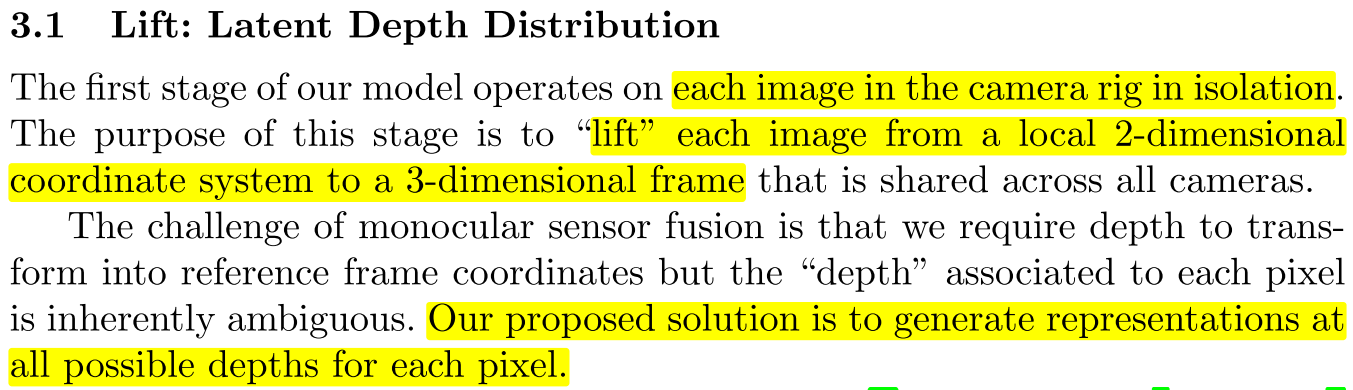 3.1 Lift: Latent Depth Distribution
The first stage of our model operates on each image in the camera rig in isolation.
The purpose of this stage is to “lift” each image from a local 2-dimensional
coordinate system to a 3-dimensional frame that is shared across all cameras.
The challenge of monocular sensor fusion is that we require depth to trans-
form into reference frame coordinates but the “depth” associated to each pixel
is inherently ambiguous. Our proposed solution is to generate representations at
all possible depths for each pixel.